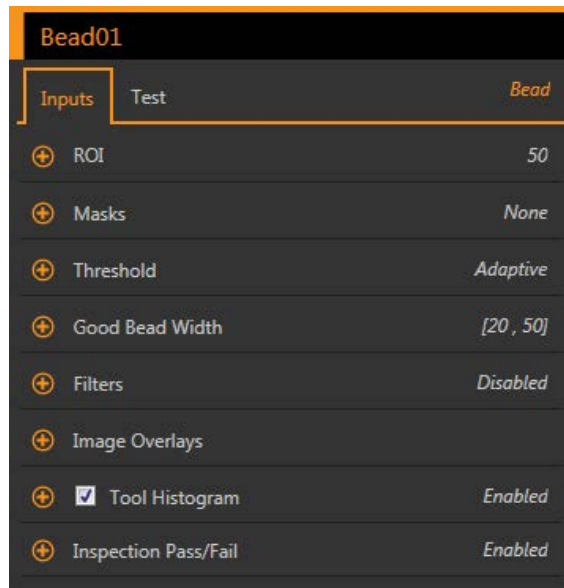 Bead01
Inputs Test Bead
ROI 50
Masks None
Threshold Adaptive
Good Bead Width [20 , 50]
Filters Disabled
Image Overlays
Tool Histogram Enabled
Inspection Pass/Fail Enabled